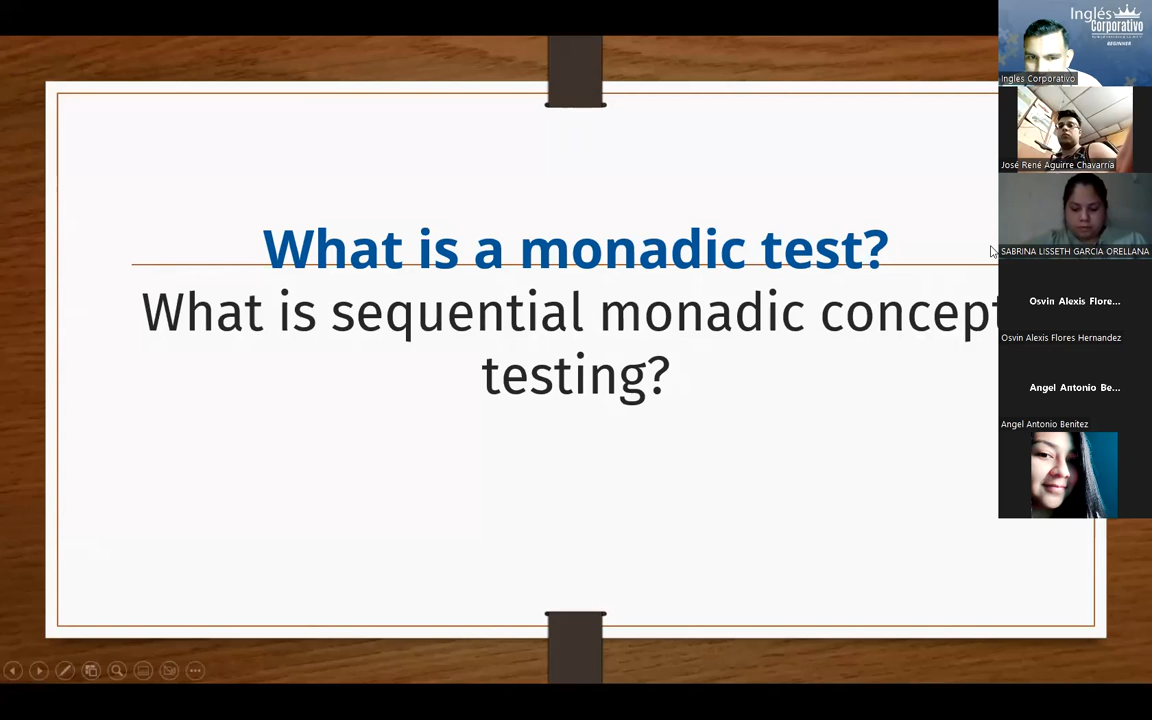 What is a monadic test?
What is sequential monadic concept
testing?
Inglés
Corporativo
BEGINNER
Ingles Corporativo
José René Aguirre Chavarría
SABRINA LISSETH GARCIA ORELLANA
Osvin Alexis Flore...
Osvin Alexis Flores Hernandez
Angel Antonio Be...
Angel Antonio Benitez